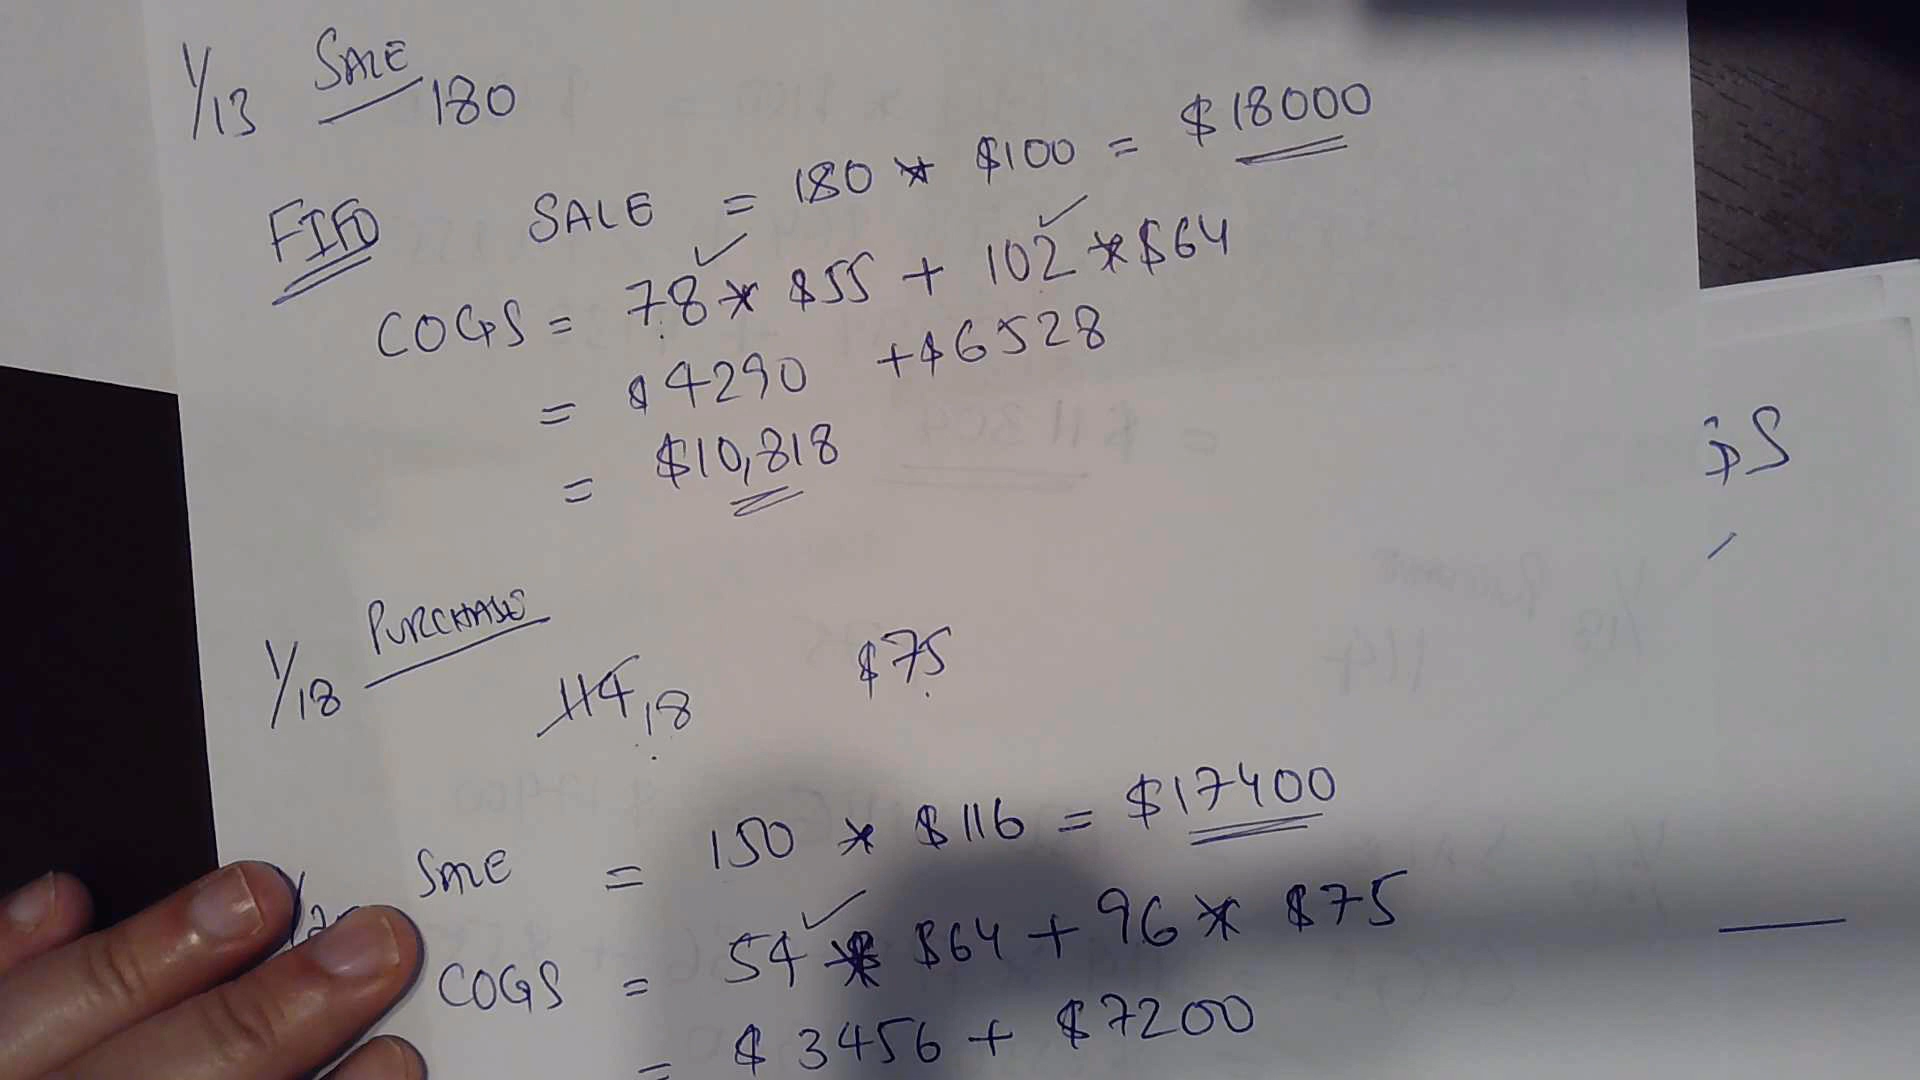 1/13 SALE 180
FIFO SALE = 180 * $100 = $18000
COGS = 78 * $55 + 102 * $64
= $4290 + $6528
= $10,818
$S
1/18 PURCHASE 114 18 $75
SALE = 150 * $116 = $17400
COGS = 54 * $64 + 96 * $75
= $3456 + $7200